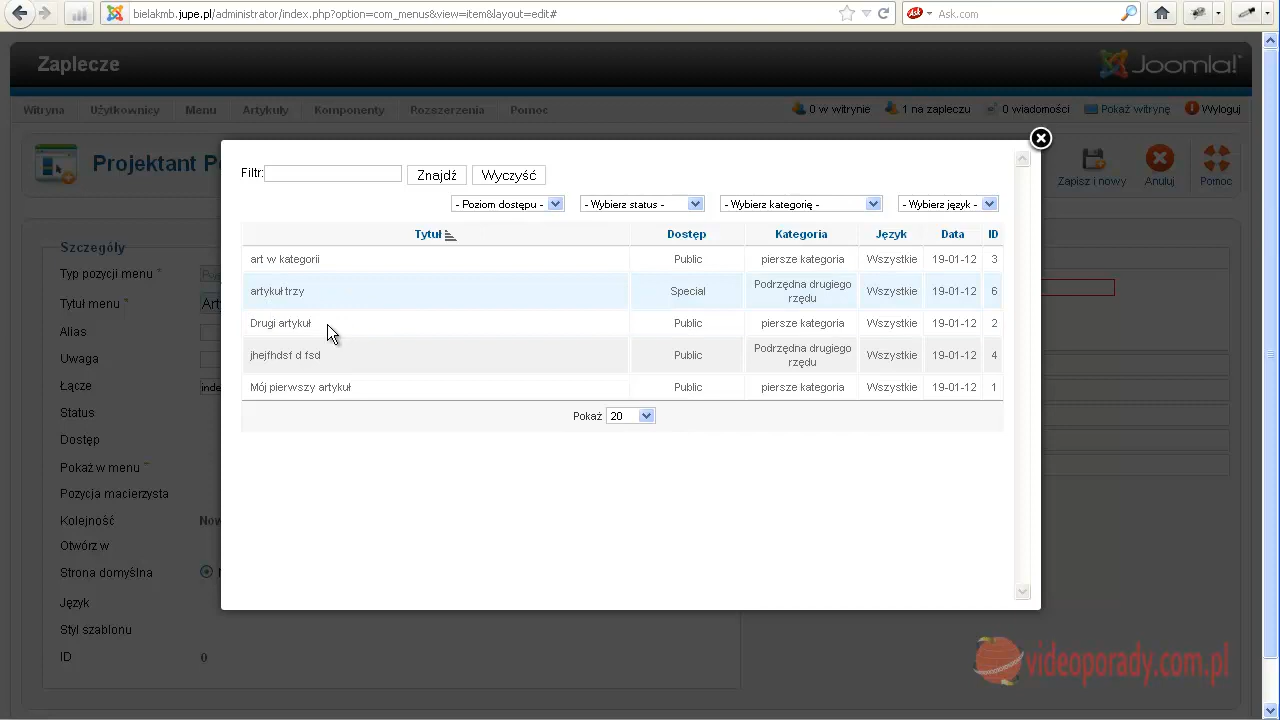 bielakmb.jupe.pl/administrator/index.php?option=com_menus&view=item&layout=edit#
Ask Ask.com
Zaplecze
Joomla!
Witryna Użytkownicy Menu Artykuły Komponenty Rozszerzenia Pomoc
0 w witrynie 1 na zapleczu 0 wiadomości Pokaż witrynę Wyloguj
Projektant P
Zapisz i nowy Anuluj Pomoc
Filtr: Znajdź Wyczyść
- Poziom dostępu - - Wybierz status - - Wybierz kategorię - - Wybierz język -
Tytuł Dostęp Kategoria Język Data ID
art w kategorii Public piersze kategoria Wszystkie 19-01-12 3
artykuł trzy Special Podrzędna drugiego rzędu Wszystkie 19-01-12 6
Drugi artykuł Public piersze kategoria Wszystkie 19-01-12 2
jhejfhdsf d fsd Public Podrzędna drugiego rzędu Wszystkie 19-01-12 4
Mój pierwszy artykuł Public piersze kategoria Wszystkie 19-01-12 1
Pokaż 20
Szczegóły
Typ pozycji menu *
Tytuł menu * Art
Alias
Uwaga
Łącze inde
Status
Dostęp
Pokaż w menu *
Pozycja macierzysta
Kolejność Now
Otwórz w
Strona domyślna
Język
Styl szablonu
ID 0
videoporady.com.pl